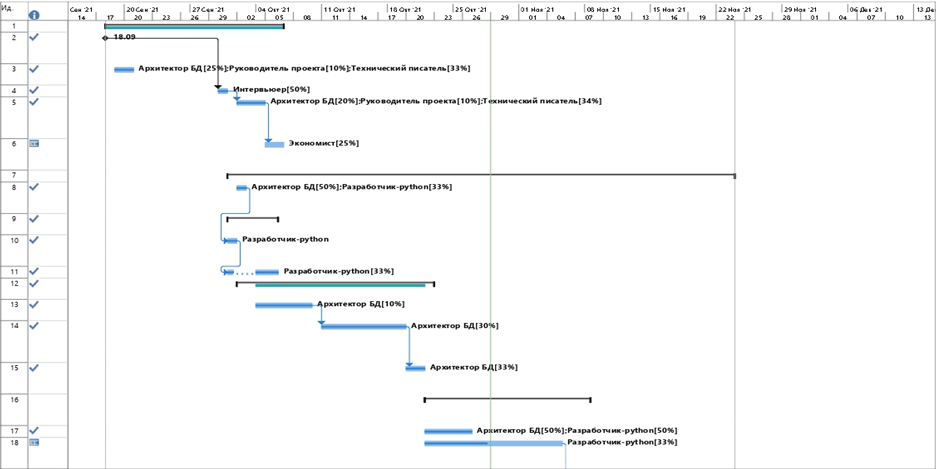 Ид.
Сен '21 20 Сен '21 27 Сен '21 04 Окт '21 11 Окт '21 18 Окт '21 25 Окт '21 01 Ноя '21 08 Ноя '21 15 Ноя '21 22 Ноя '21 29 Ноя '21 06 Дек '21 13 Де
14 17 20 23 26 29 02 05 08 11 14 17 20 23 26 29 01 04 07 10 13 16 19 22 25 28 01 04 07 10 13
1
2 18.09
3 Архитектор БД[25%];Руководитель проекта[10%];Технический писатель[33%]
4 Интервьюер[50%]
5 Архитектор БД[20%];Руководитель проекта[10%];Технический писатель[34%]
6 Экономист[25%]
7
8 Архитектор БД[50%];Разработчик-python[33%]
9
10 Разработчик-python
11 Разработчик-python[33%]
12
13 Архитектор БД[10%]
14 Архитектор БД[30%]
15 Архитектор БД[33%]
16
17 Архитектор БД[50%];Разработчик-python[50%]
18 Разработчик-python[33%]